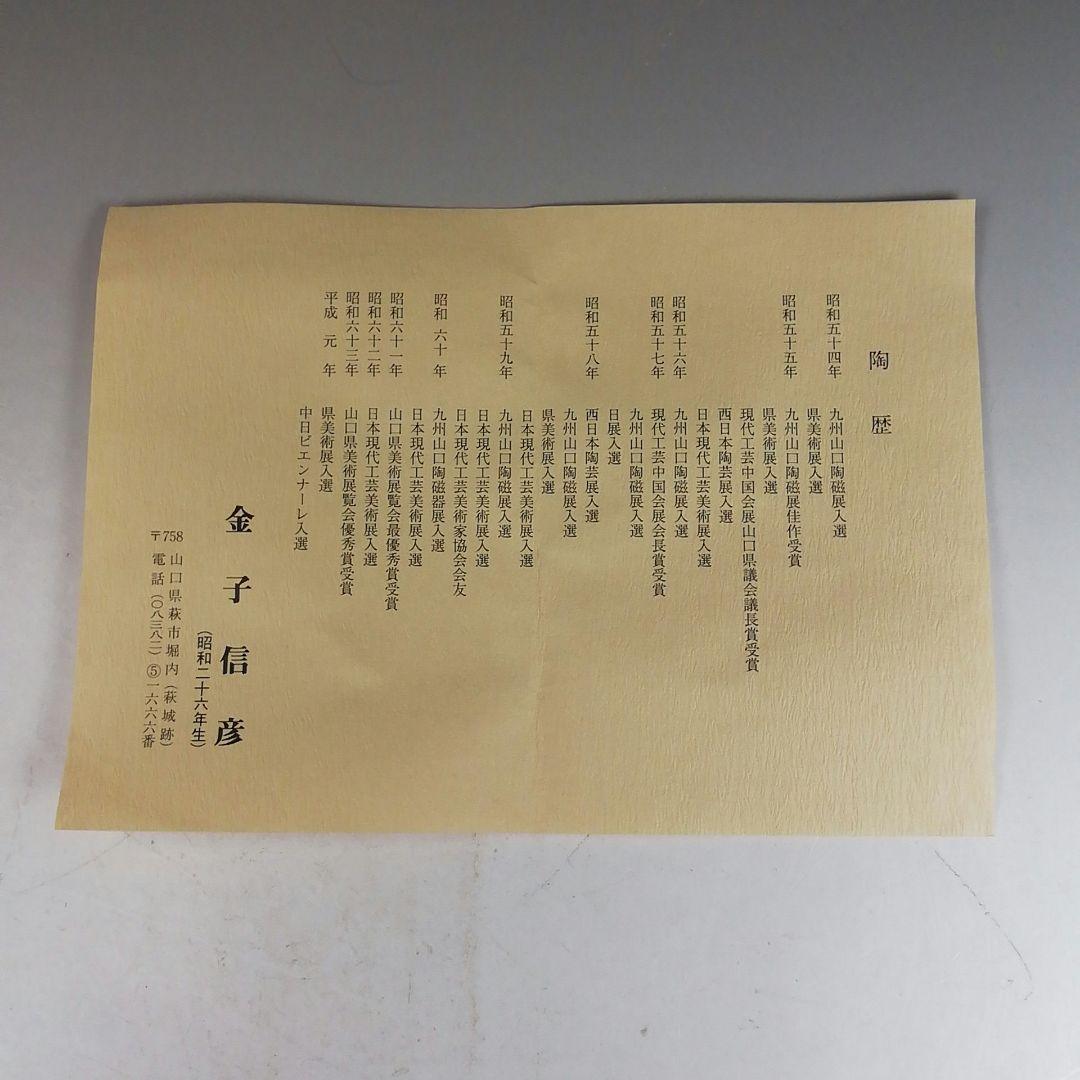 陶歴
昭和五十四年 九州山口陶磁展入選
県美術展入選
昭和五十五年 九州山口陶磁展佳作受賞
県美術展入選
現代工芸中国会展山口県議会議長賞受賞
西日本陶芸展入選
日本現代工芸美術展入選
昭和五十六年 九州山口陶磁展入選
昭和五十七年 現代工芸中国会展会長賞受賞
九州山口陶磁展入選
日展入選
昭和五十八年 西日本陶芸展入選
九州山口陶磁展入選
県美術展入選
日本現代工芸美術展入選
昭和五十九年 九州山口陶磁展入選
日本現代工芸美術展入選
日本現代工芸美術家協会会友
昭和六十年 九州山口陶磁器展入選
日本現代工芸美術展入選
昭和六十一年 山口県美術展覧会最優秀賞受賞
昭和六十二年 日本現代工芸美術展入選
昭和六十三年 山口県美術展覧会優秀賞受賞
平成元年 県美術展入選
中日ビエンナーレ入選
金子信彦
(昭和二十六年生)
〒758 山口県萩市堀内(萩城跡)
電話(〇八三八二)⑤一六六六番